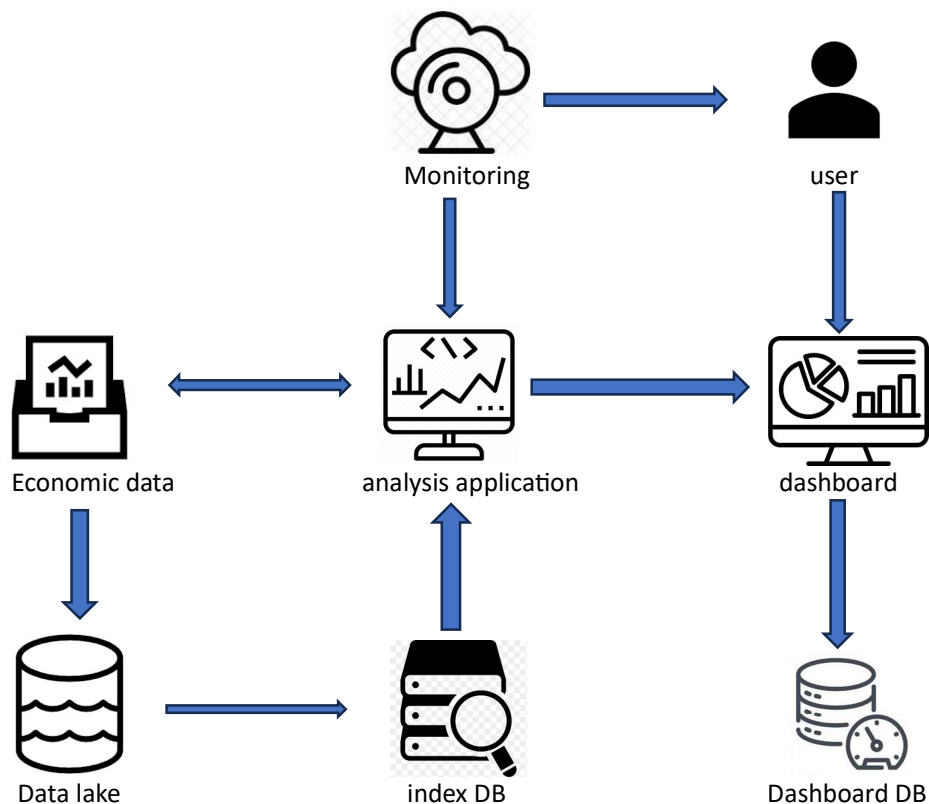 Monitoring
user
Economic data
analysis application
dashboard
Data lake
index DB
Dashboard DB